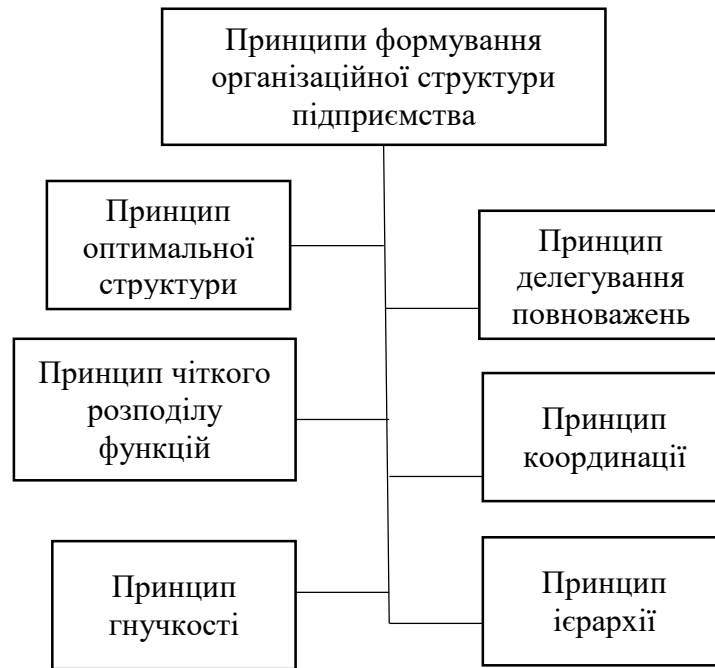 Принципи формування
організаційної структури
підприємства
Принцип
оптимальної
структури
Принцип
делегування
повноважень
Принцип чіткого
розподілу
функцій
Принцип
координації
Принцип
гнучкості
Принцип
ієрархії